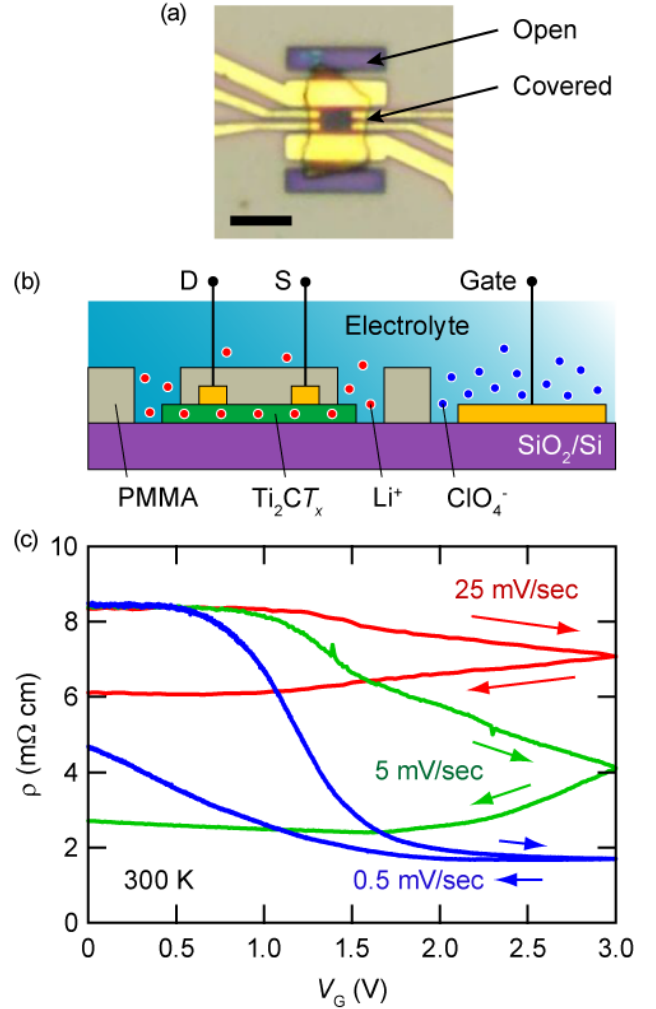 (a)
Open
Covered
(b)
D S Gate
Electrolyte
SiO2/Si
PMMA Ti2CTx Li+ ClO4-
(c)
10
8
6
4
2
0
ρ (mΩ cm)
25 mV/sec
5 mV/sec
0.5 mV/sec
300 K
0 0.5 1.0 1.5 2.0 2.5 3.0
VG (V)